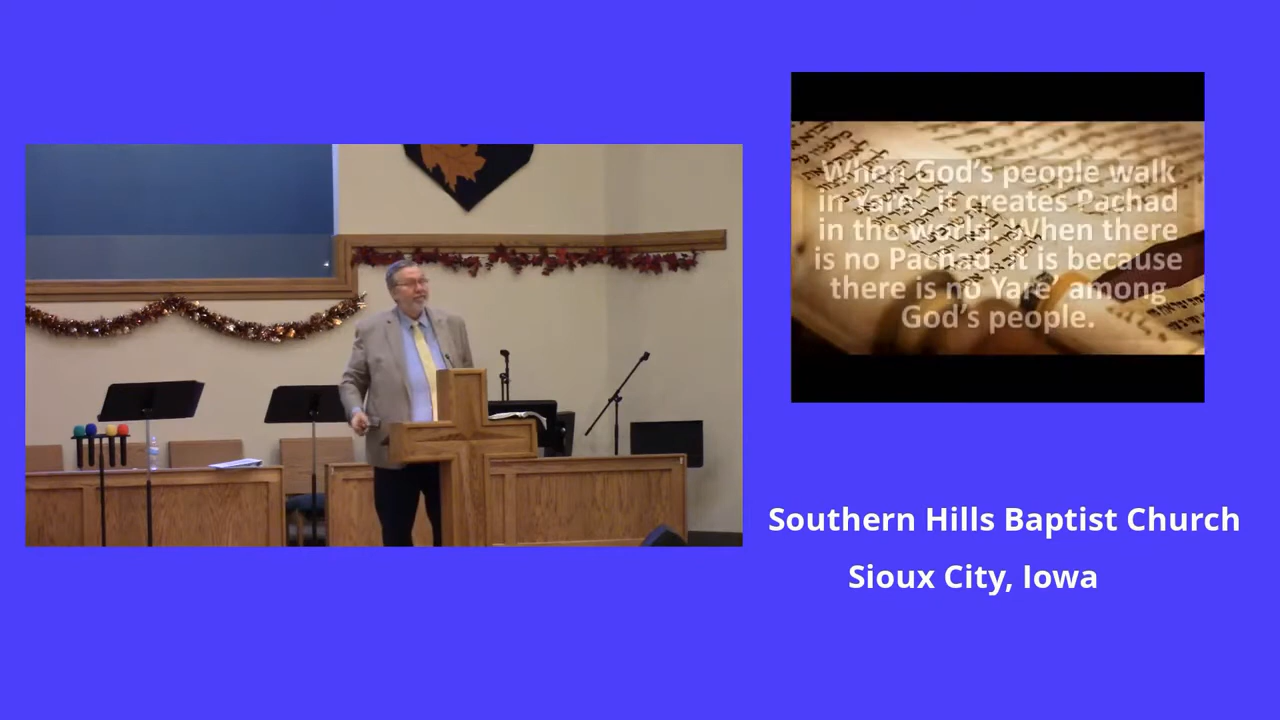 When God's people walk
in Yare', it creates Pachad
in the world. When there
is no Pachad, it is because
there is no Yare' among
God's people.
Southern Hills Baptist Church
Sioux City, Iowa